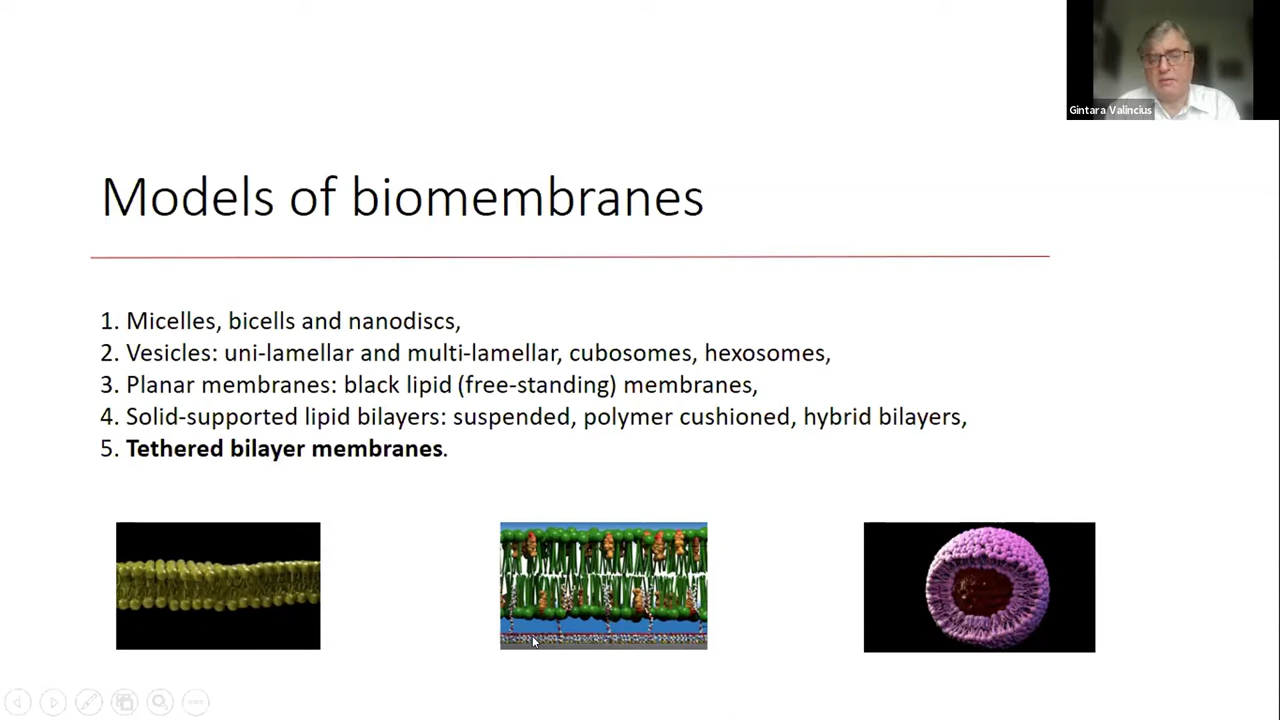 Gintara Valincius
Models of biomembranes
1. Micelles, bicells and nanodiscs,
2. Vesicles: uni-lamellar and multi-lamellar, cubosomes, hexosomes,
3. Planar membranes: black lipid (free-standing) membranes,
4. Solid-supported lipid bilayers: suspended, polymer cushioned, hybrid bilayers,
5. Tethered bilayer membranes.